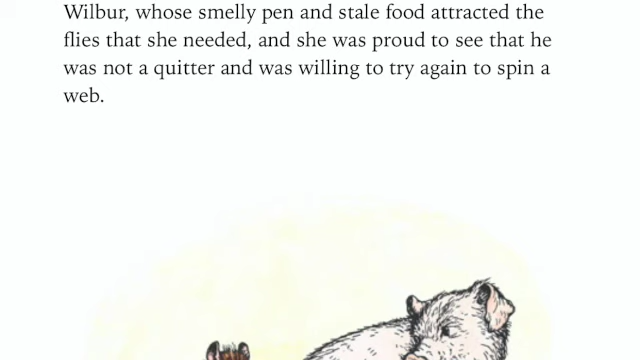 Wilbur, whose smelly pen and stale food attracted the
flies that she needed, and she was proud to see that he
was not a quitter and was willing to try again to spin a
web.